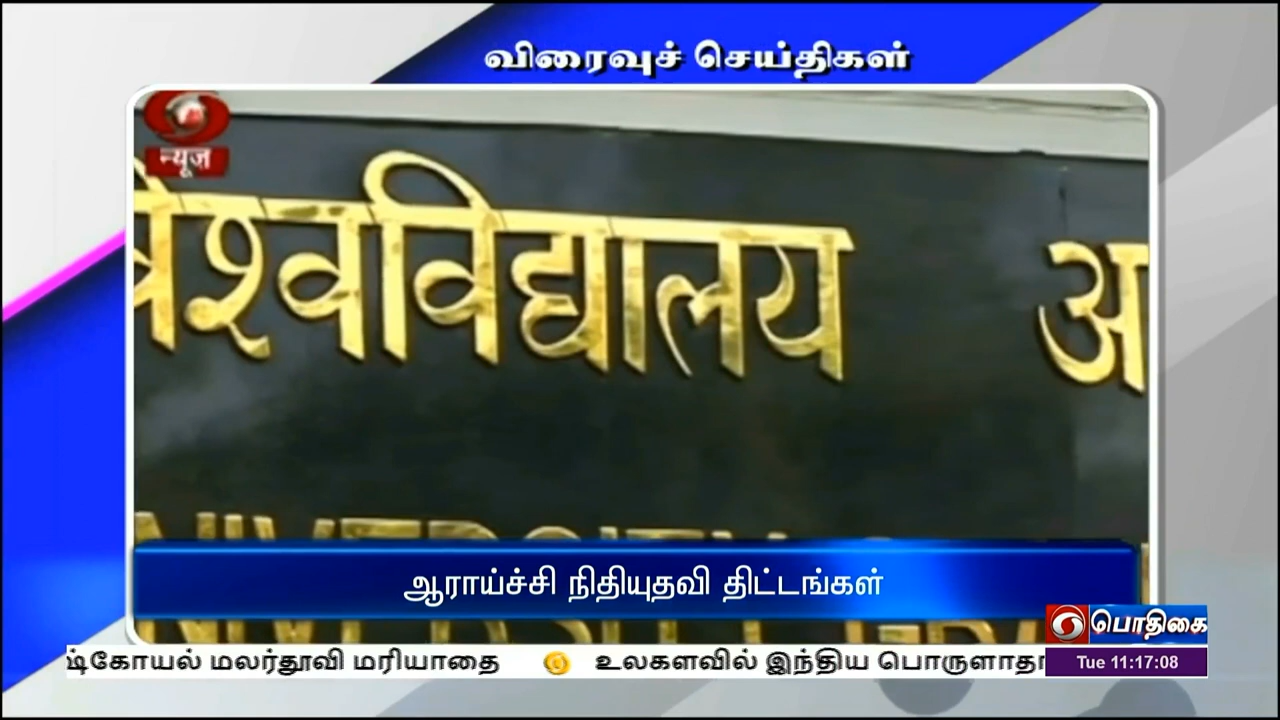 விரைவுச் செய்திகள்
न्यूज़
विश्वविद्यालय अ
ஆராய்ச்சி நிதியுதவி திட்டங்கள்
பொதிகை
ஷ்கோயல் மலர்தூவி மரியாதை உலகளவில் இந்திய பொருளாதா
Tue 11:17:08